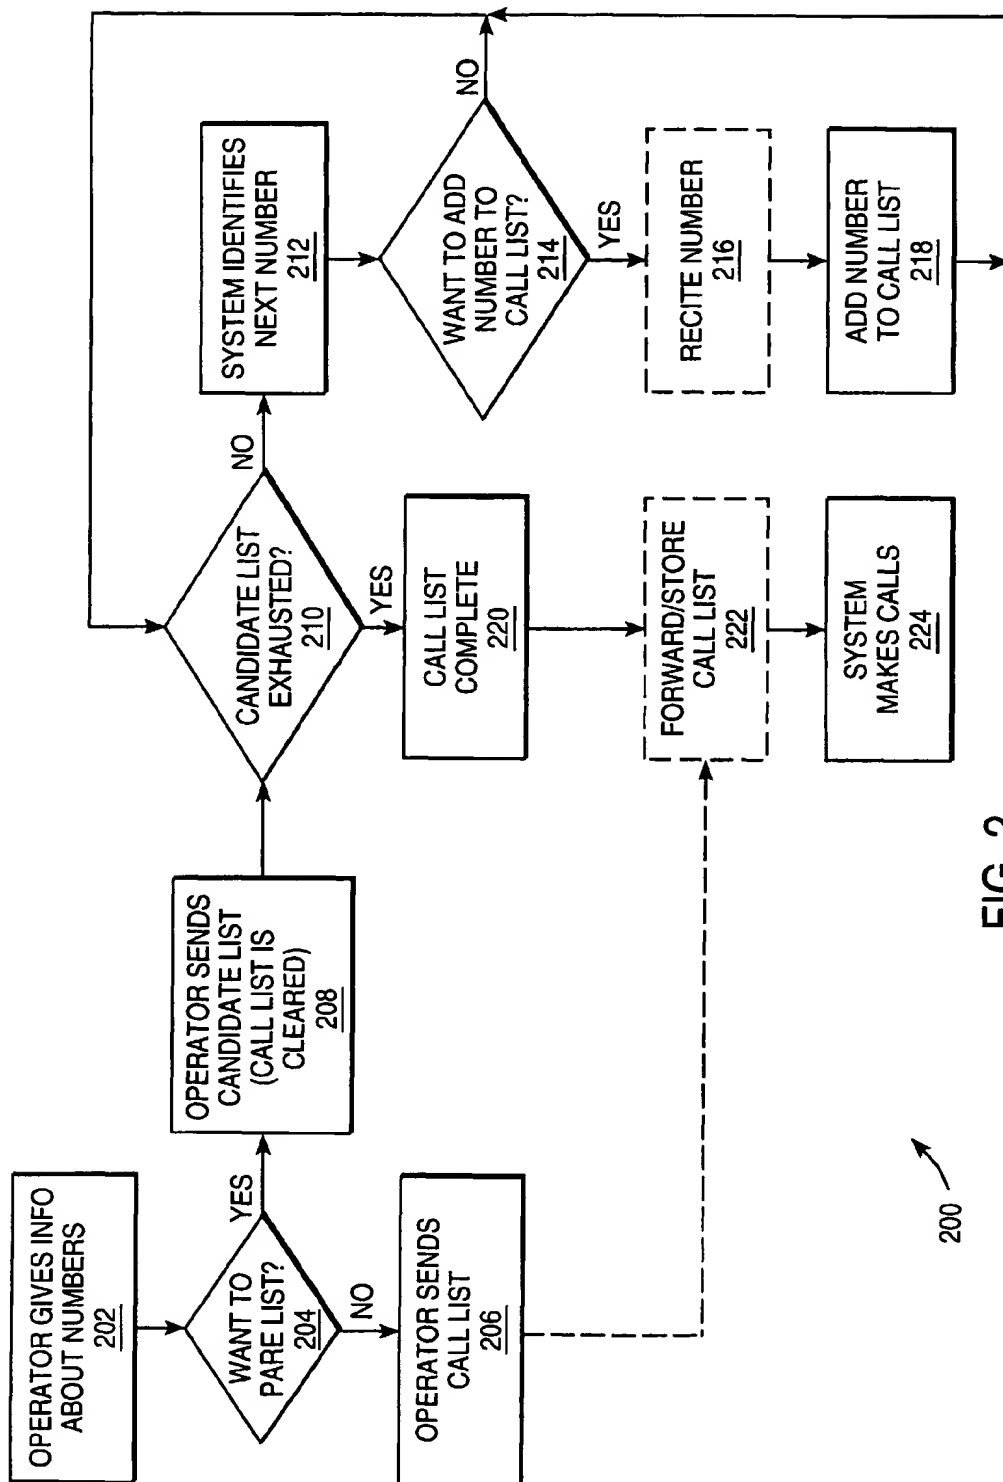 OPERATOR GIVES INFO
ABOUT NUMBERS
202
WANT TO
PARE LIST?
204
YES
NO
OPERATOR SENDS
CALL LIST
206
OPERATOR SENDS
CANDIDATE LIST
(CALL LIST IS
CLEARED)
208
CANDIDATE LIST
EXHAUSTED?
210
NO
YES
SYSTEM IDENTIFIES
NEXT NUMBER
212
WANT TO ADD
NUMBER TO
CALL LIST?
214
NO
YES
RECITE NUMBER
216
ADD NUMBER
TO CALL LIST
218
CALL LIST
COMPLETE
220
FORWARD/STORE
CALL LIST
222
SYSTEM
MAKES CALLS
224
200
FIG. 2